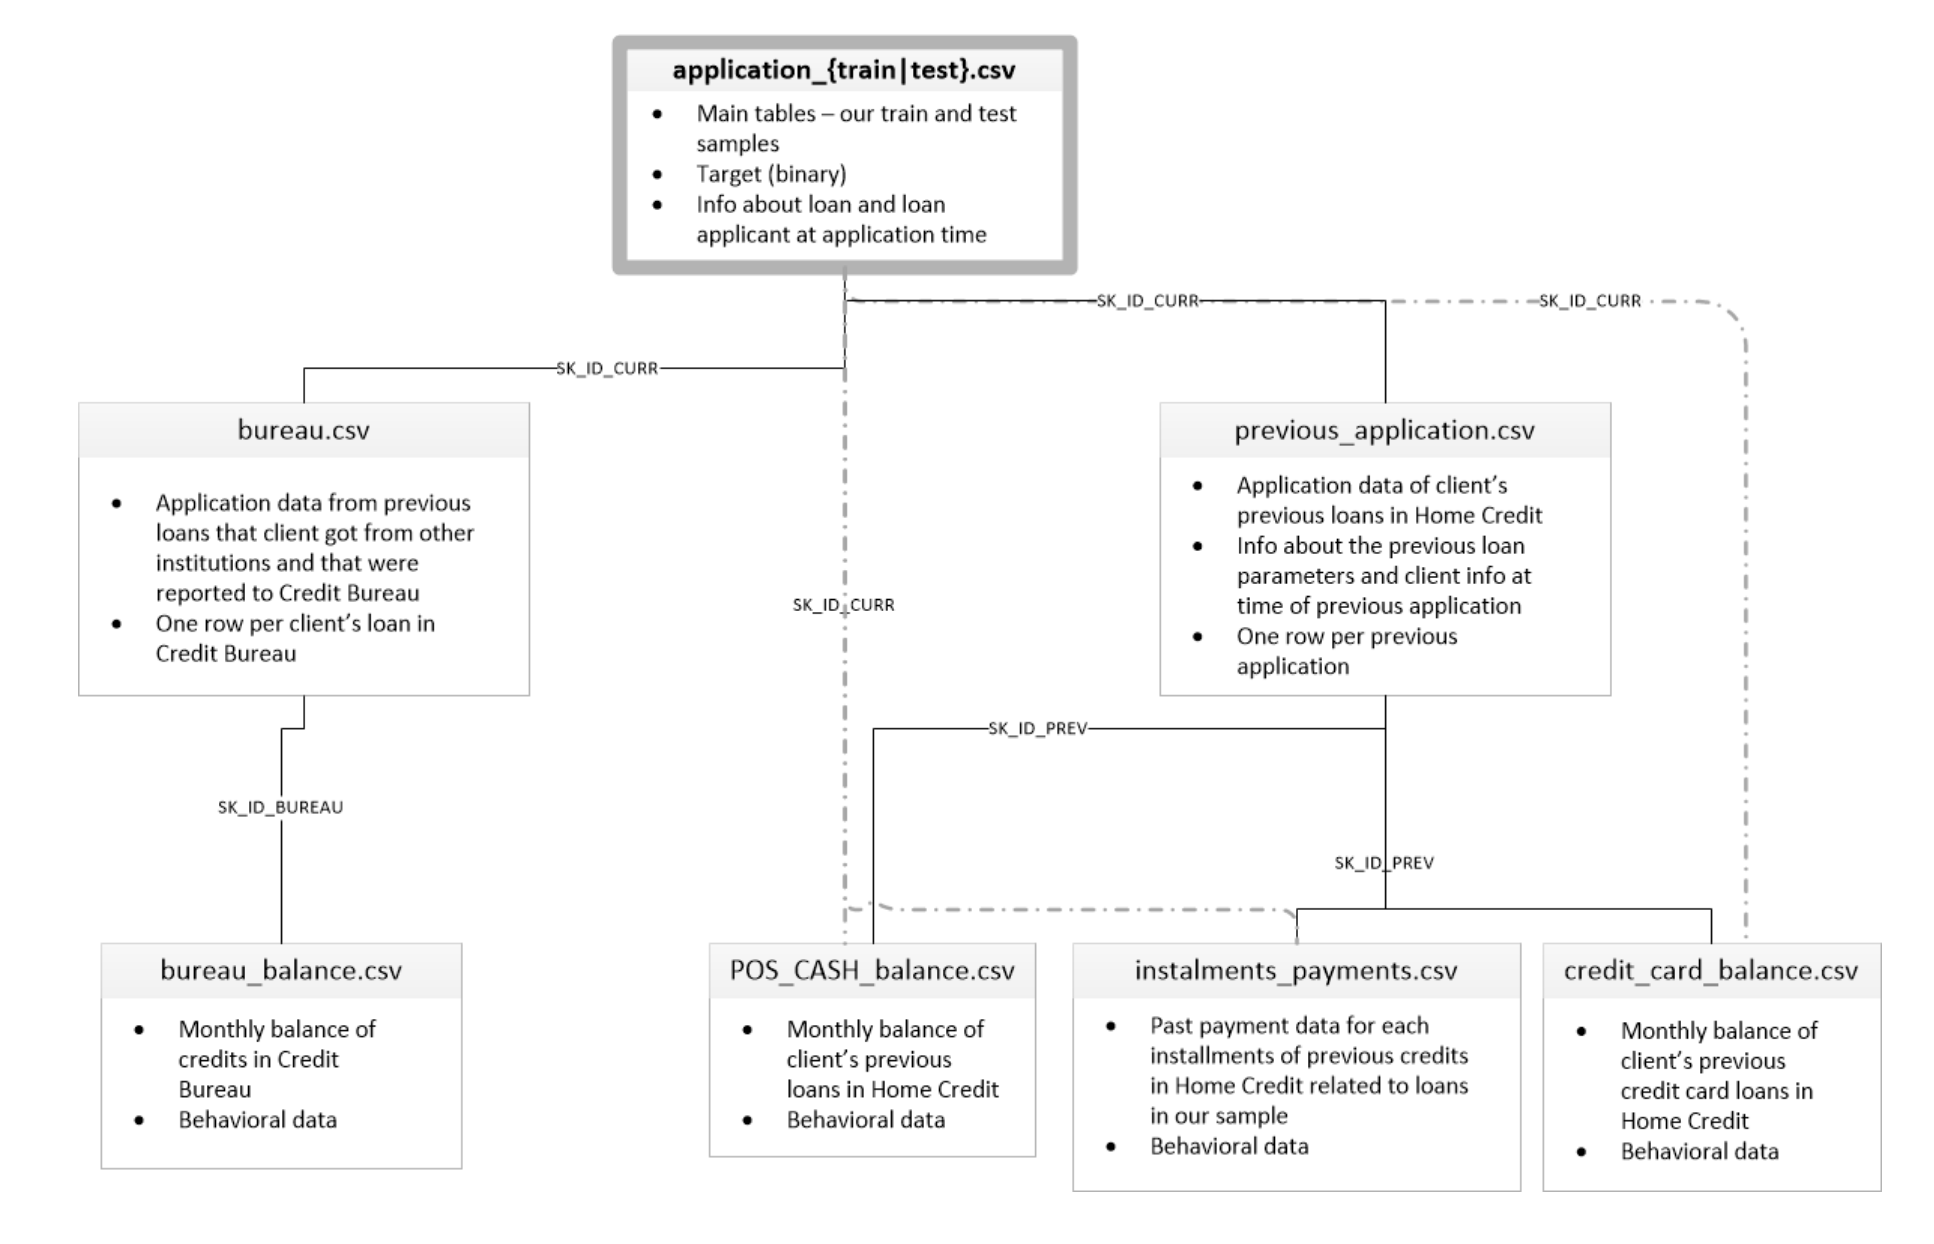 application_{train|test}.csv
• Main tables – our train and test
samples
• Target (binary)
• Info about loan and loan
applicant at application time
SK_ID_CURR
SK_ID_CURR
SK_ID_CURR
bureau.csv
• Application data from previous
loans that client got from other
institutions and that were
reported to Credit Bureau
• One row per client’s loan in
Credit Bureau
previous_application.csv
• Application data of client’s
previous loans in Home Credit
• Info about the previous loan
parameters and client info at
time of previous application
• One row per previous
application
SK_ID_CURR
SK_ID_PREV
SK_ID_BUREAU
SK_ID_PREV
bureau_balance.csv
• Monthly balance of
credits in Credit
Bureau
• Behavioral data
POS_CASH_balance.csv
• Monthly balance of
client’s previous
loans in Home Credit
• Behavioral data
instalments_payments.csv
• Past payment data for each
installments of previous credits
in Home Credit related to loans
in our sample
• Behavioral data
credit_card_balance.csv
• Monthly balance of
client’s previous
credit card loans in
Home Credit
• Behavioral data